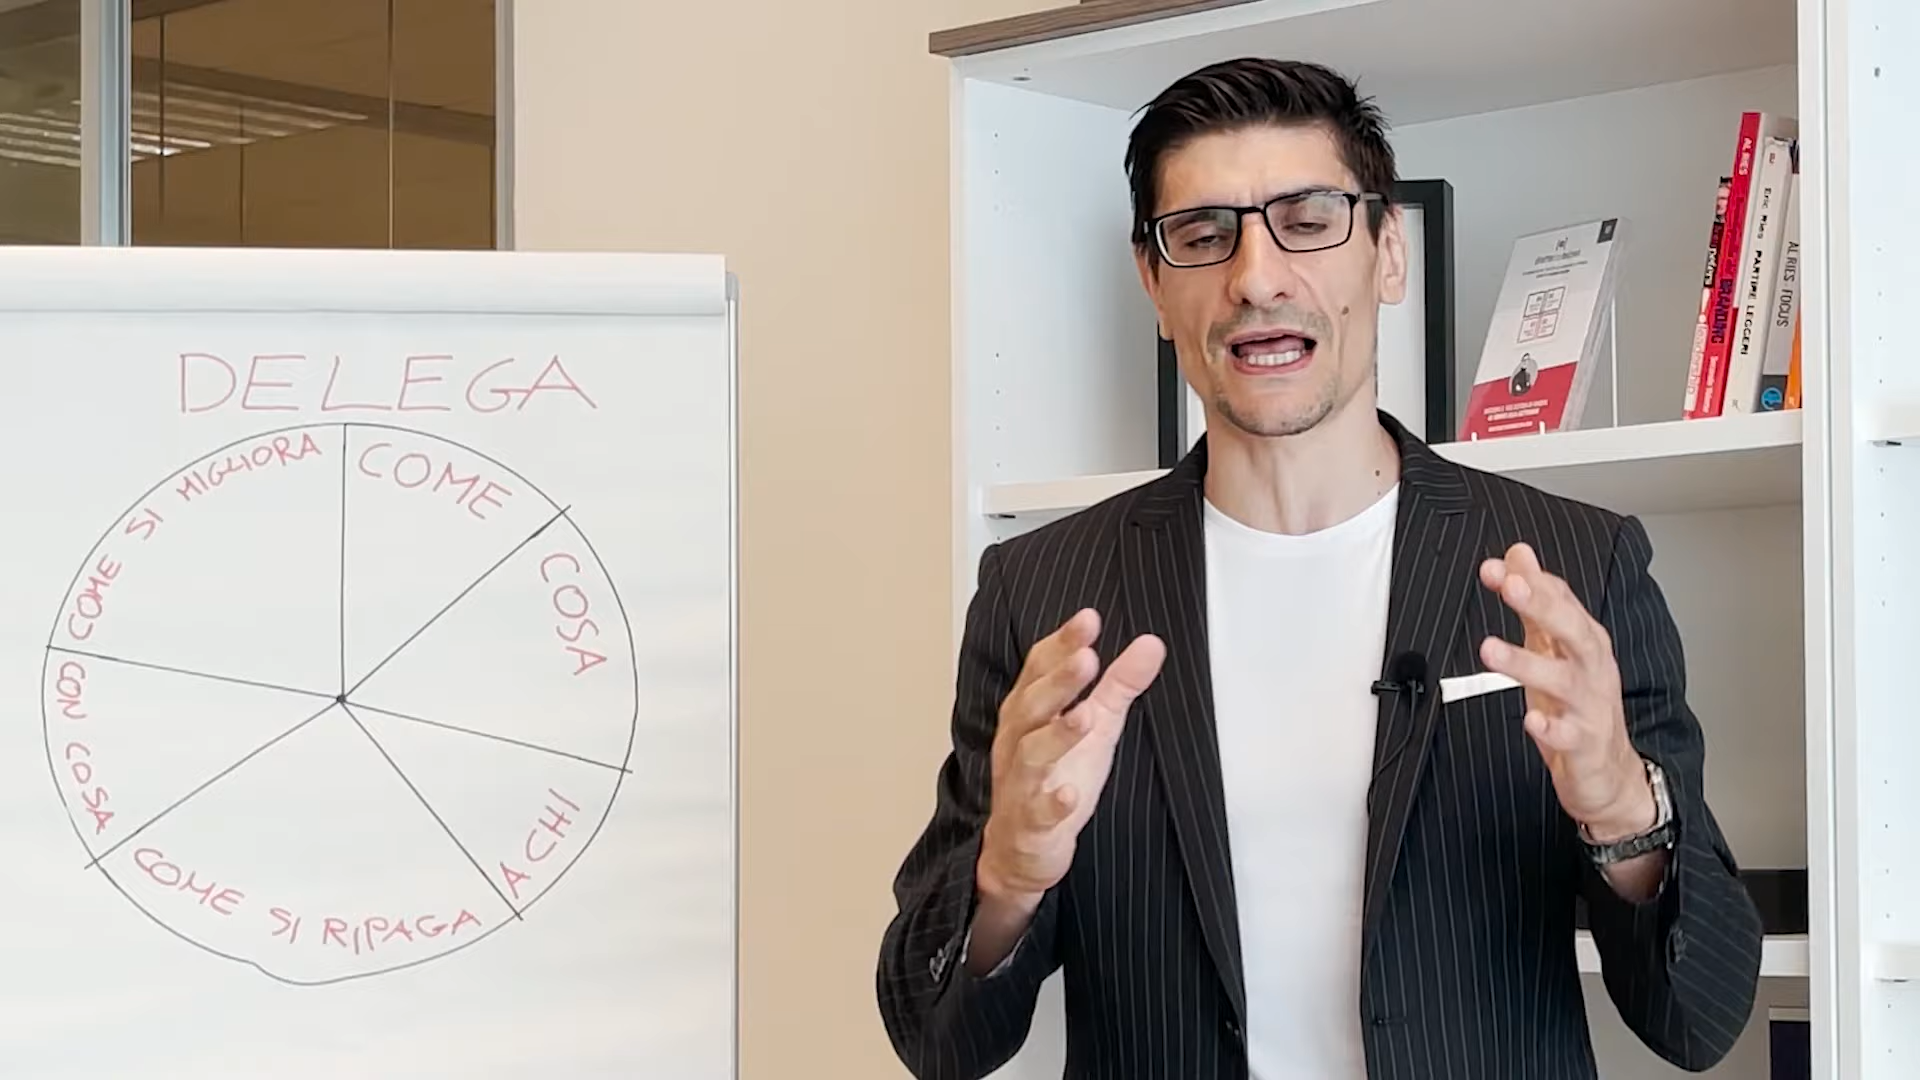 DELEGA
COME
COSA
A CHI
COME SI RIPAGA
CON COSA
COME SI MIGLIORA
AL RIES
Eric Ries PARTIRE LEGGERI
AL RIES FOCUS